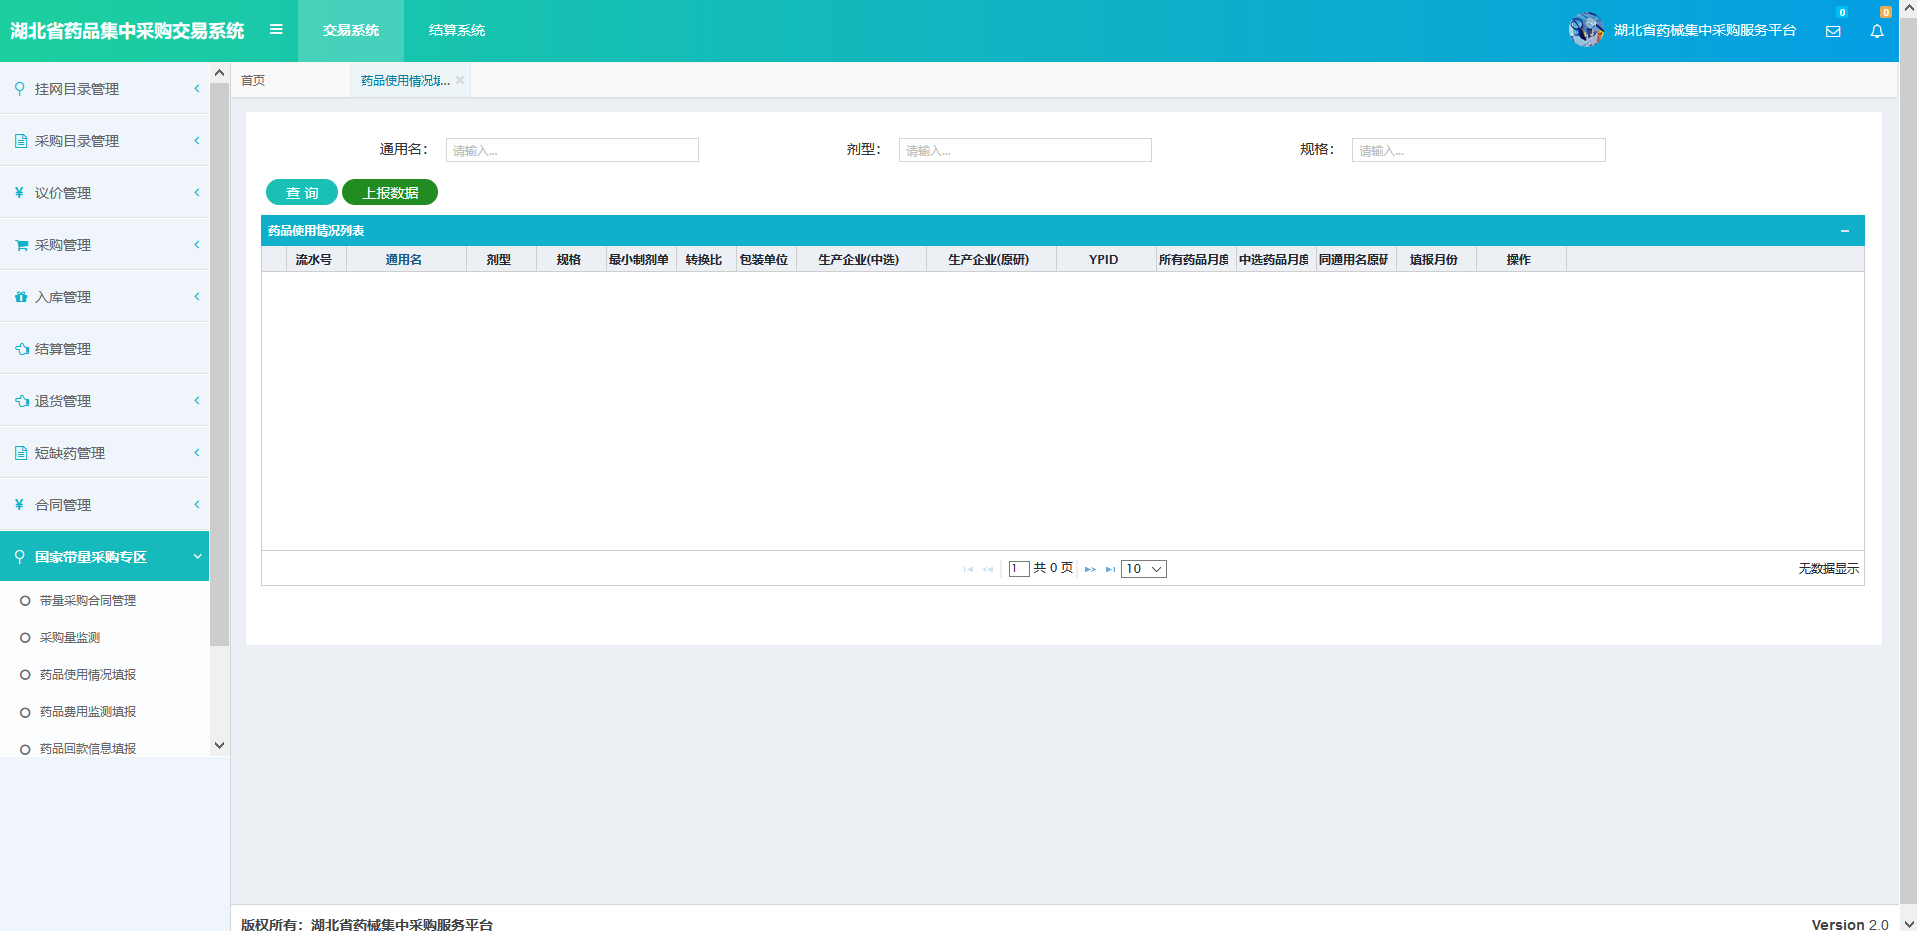 湖北省药品集中采购交易系统
交易系统
结算系统
湖北省药械集中采购服务平台
0
0
挂网目录管理
采购目录管理
¥ 议价管理
采购管理
入库管理
结算管理
退货管理
短缺药管理
¥ 合同管理
国家带量采购专区
带量采购合同管理
采购量监测
药品使用情况填报
药品费用监测填报
药品回款信息填报
首页
药品使用情况填... ×
通用名： 请输入...
剂型： 请输入...
规格： 请输入...
查 询
上报数据
药品使用情况列表
流水号 通用名 剂型 规格 最小制剂单 转换比 包装单位 生产企业(中选) 生产企业(原研) YPID 所有药品月度 中选药品月度 同通用名原研 填报月份 操作
1 共 0 页 10
无数据显示
版权所有：湖北省药械集中采购服务平台
Version 2.0